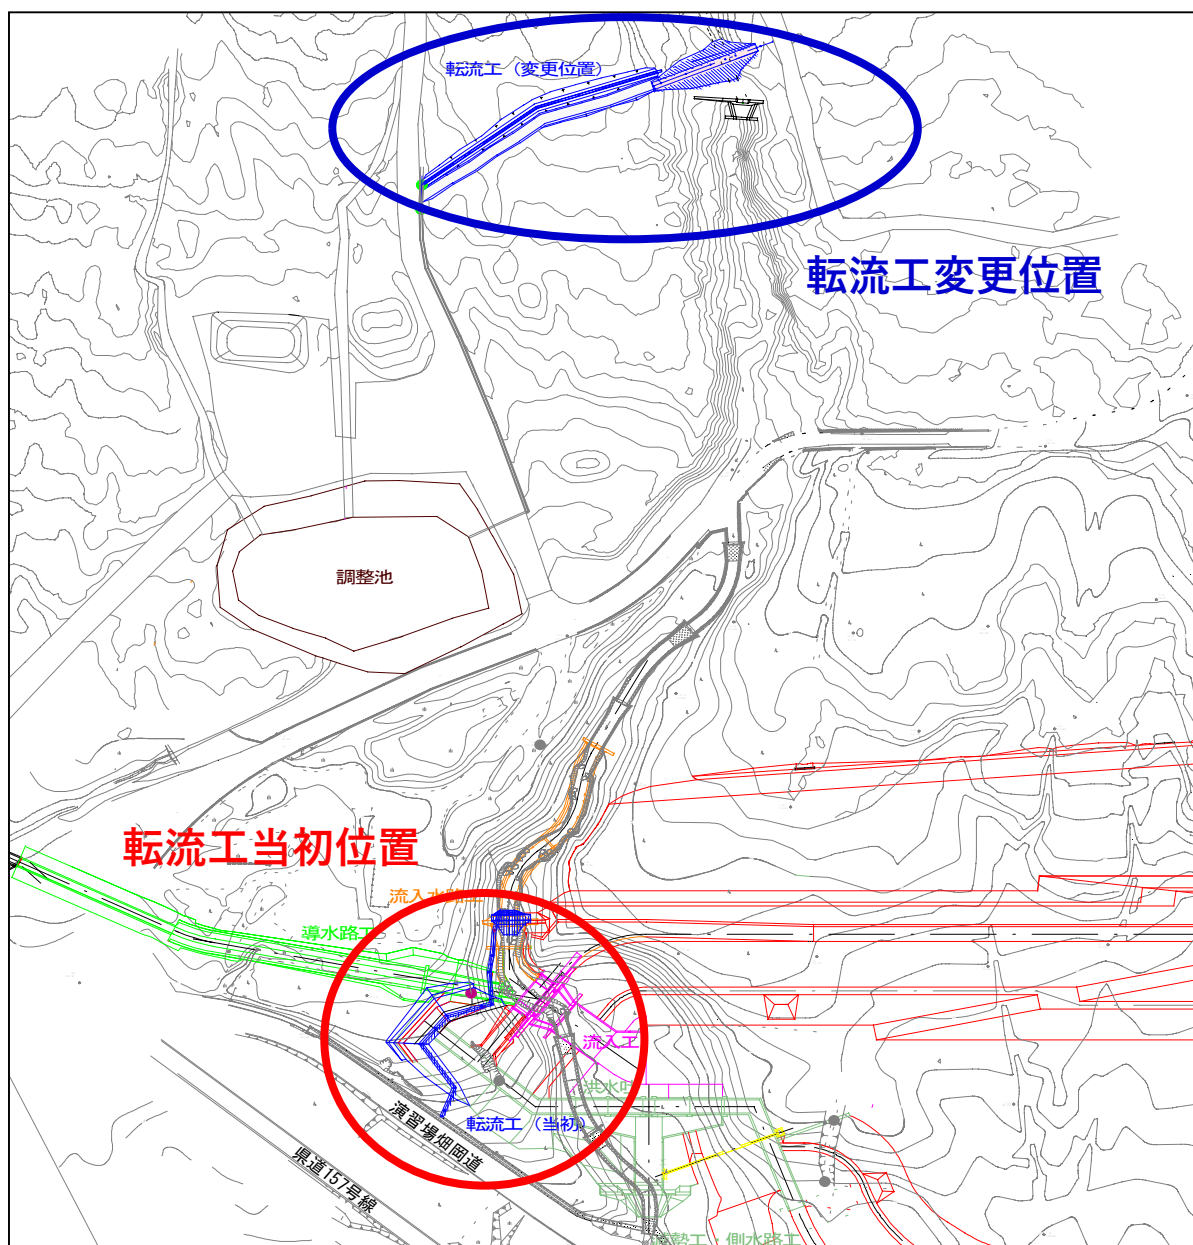 転流工（変更位置）
転流工変更位置
調整池
転流工当初位置
流入水路工
導水路工
流入工
洪水吐
転流工（当初）
演習場畑岡道
県道157号線
減勢工・側水路工